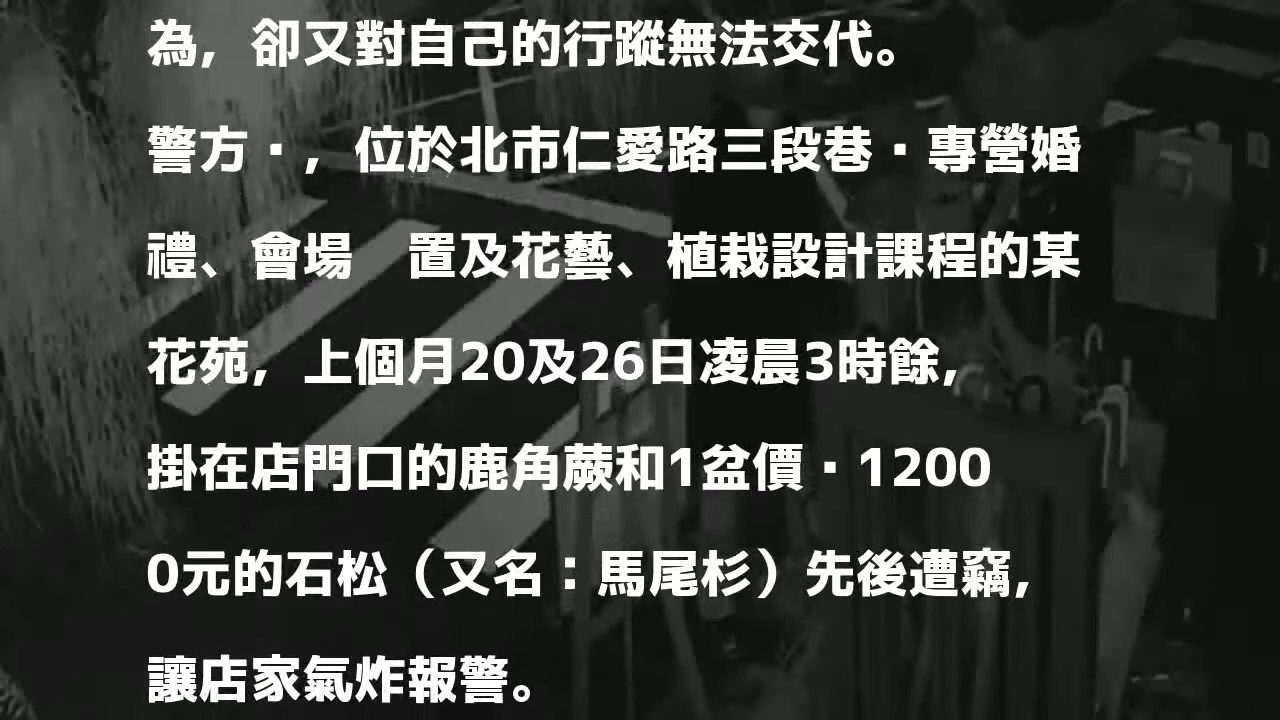 為，卻又對自己的行蹤無法交代。
警方·，位於北市仁愛路三段巷·專營婚
禮、會場　置及花藝、植栽設計課程的某
花苑，上個月20及26日凌晨3時餘，
掛在店門口的鹿角蕨和1盆價·1200
0元的石松（又名：馬尾杉）先後遭竊，
讓店家氣炸報警。